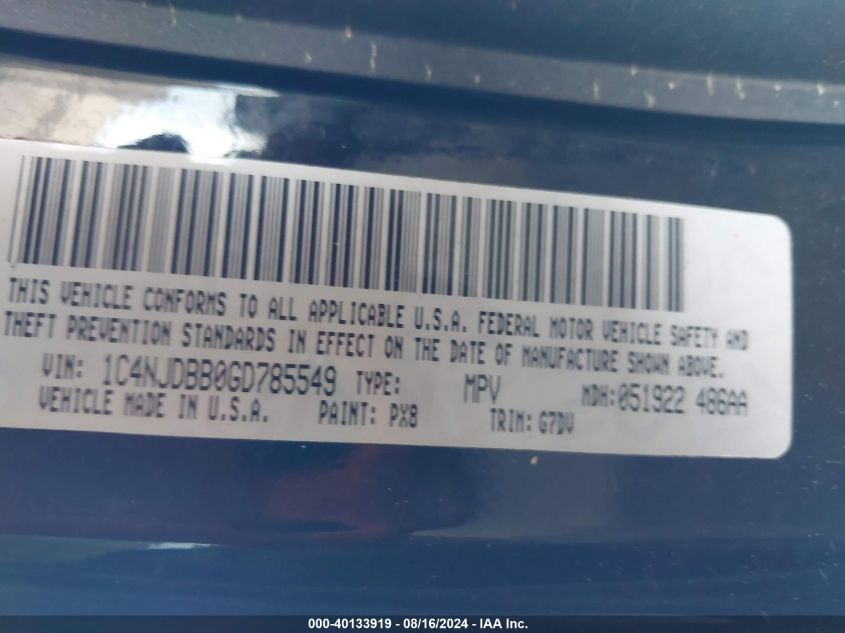 THIS VEHICLE CONFORMS TO ALL APPLICABLE U.S.A. FEDERAL MOTOR VEHICLE SAFETY AND
THEFT PREVENTION STANDARDS IN EFFECT ON THE DATE OF MANUFACTURE SHOWN ABOVE.
VIN: 1C4NJDBB0GD785549 TYPE: MPV MDH:051922 486AA
VEHICLE MADE IN U.S.A. PAINT: PX8 TRIM: G7DV
000-40133919 - 08/16/2024 - IAA Inc.